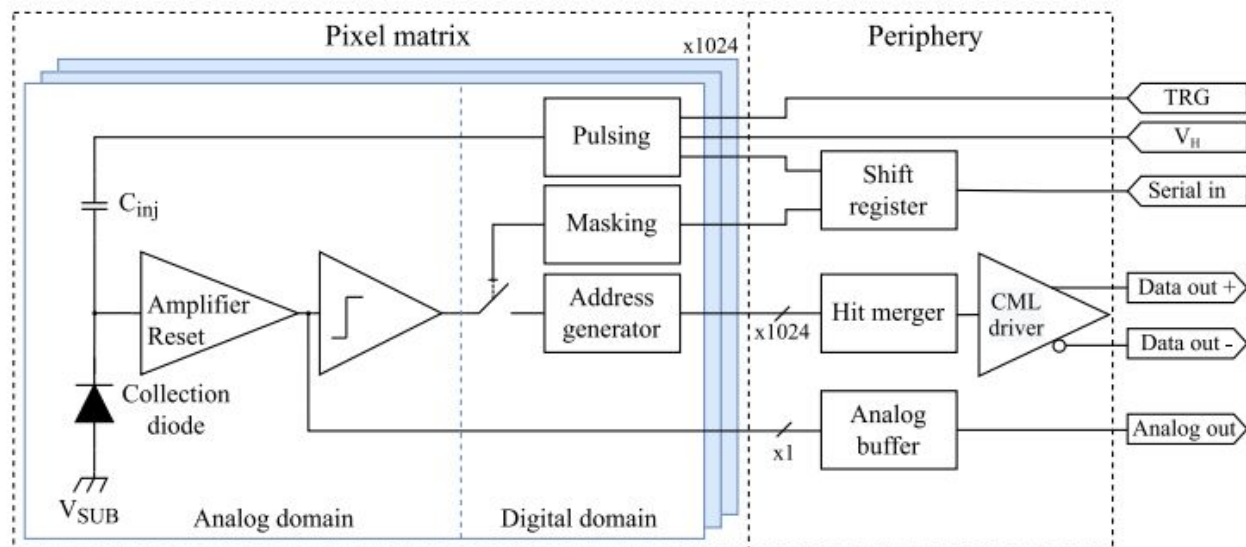 Pixel matrix
x1024
Periphery
Pulsing
TRG
V_H
C_inj
Masking
Shift
register
Serial in
Amplifier
Reset
Address
generator
x1024
Hit merger
CML
driver
Data out +
Data out -
Collection
diode
x1
Analog
buffer
Analog out
V_SUB
Analog domain
Digital domain